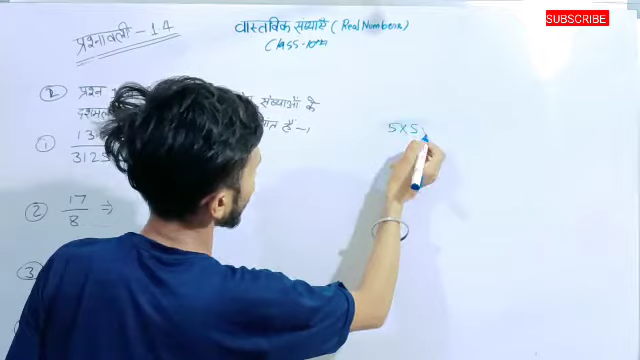 प्रश्नावली - 1.4
वास्तविक संख्याएँ (Real Numbers)
Class - 10th
SUBSCRIBE
② प्रश्न संख्याओं के
हैं -।
① 13
3125
5×5
② 17/8 ⇒
③